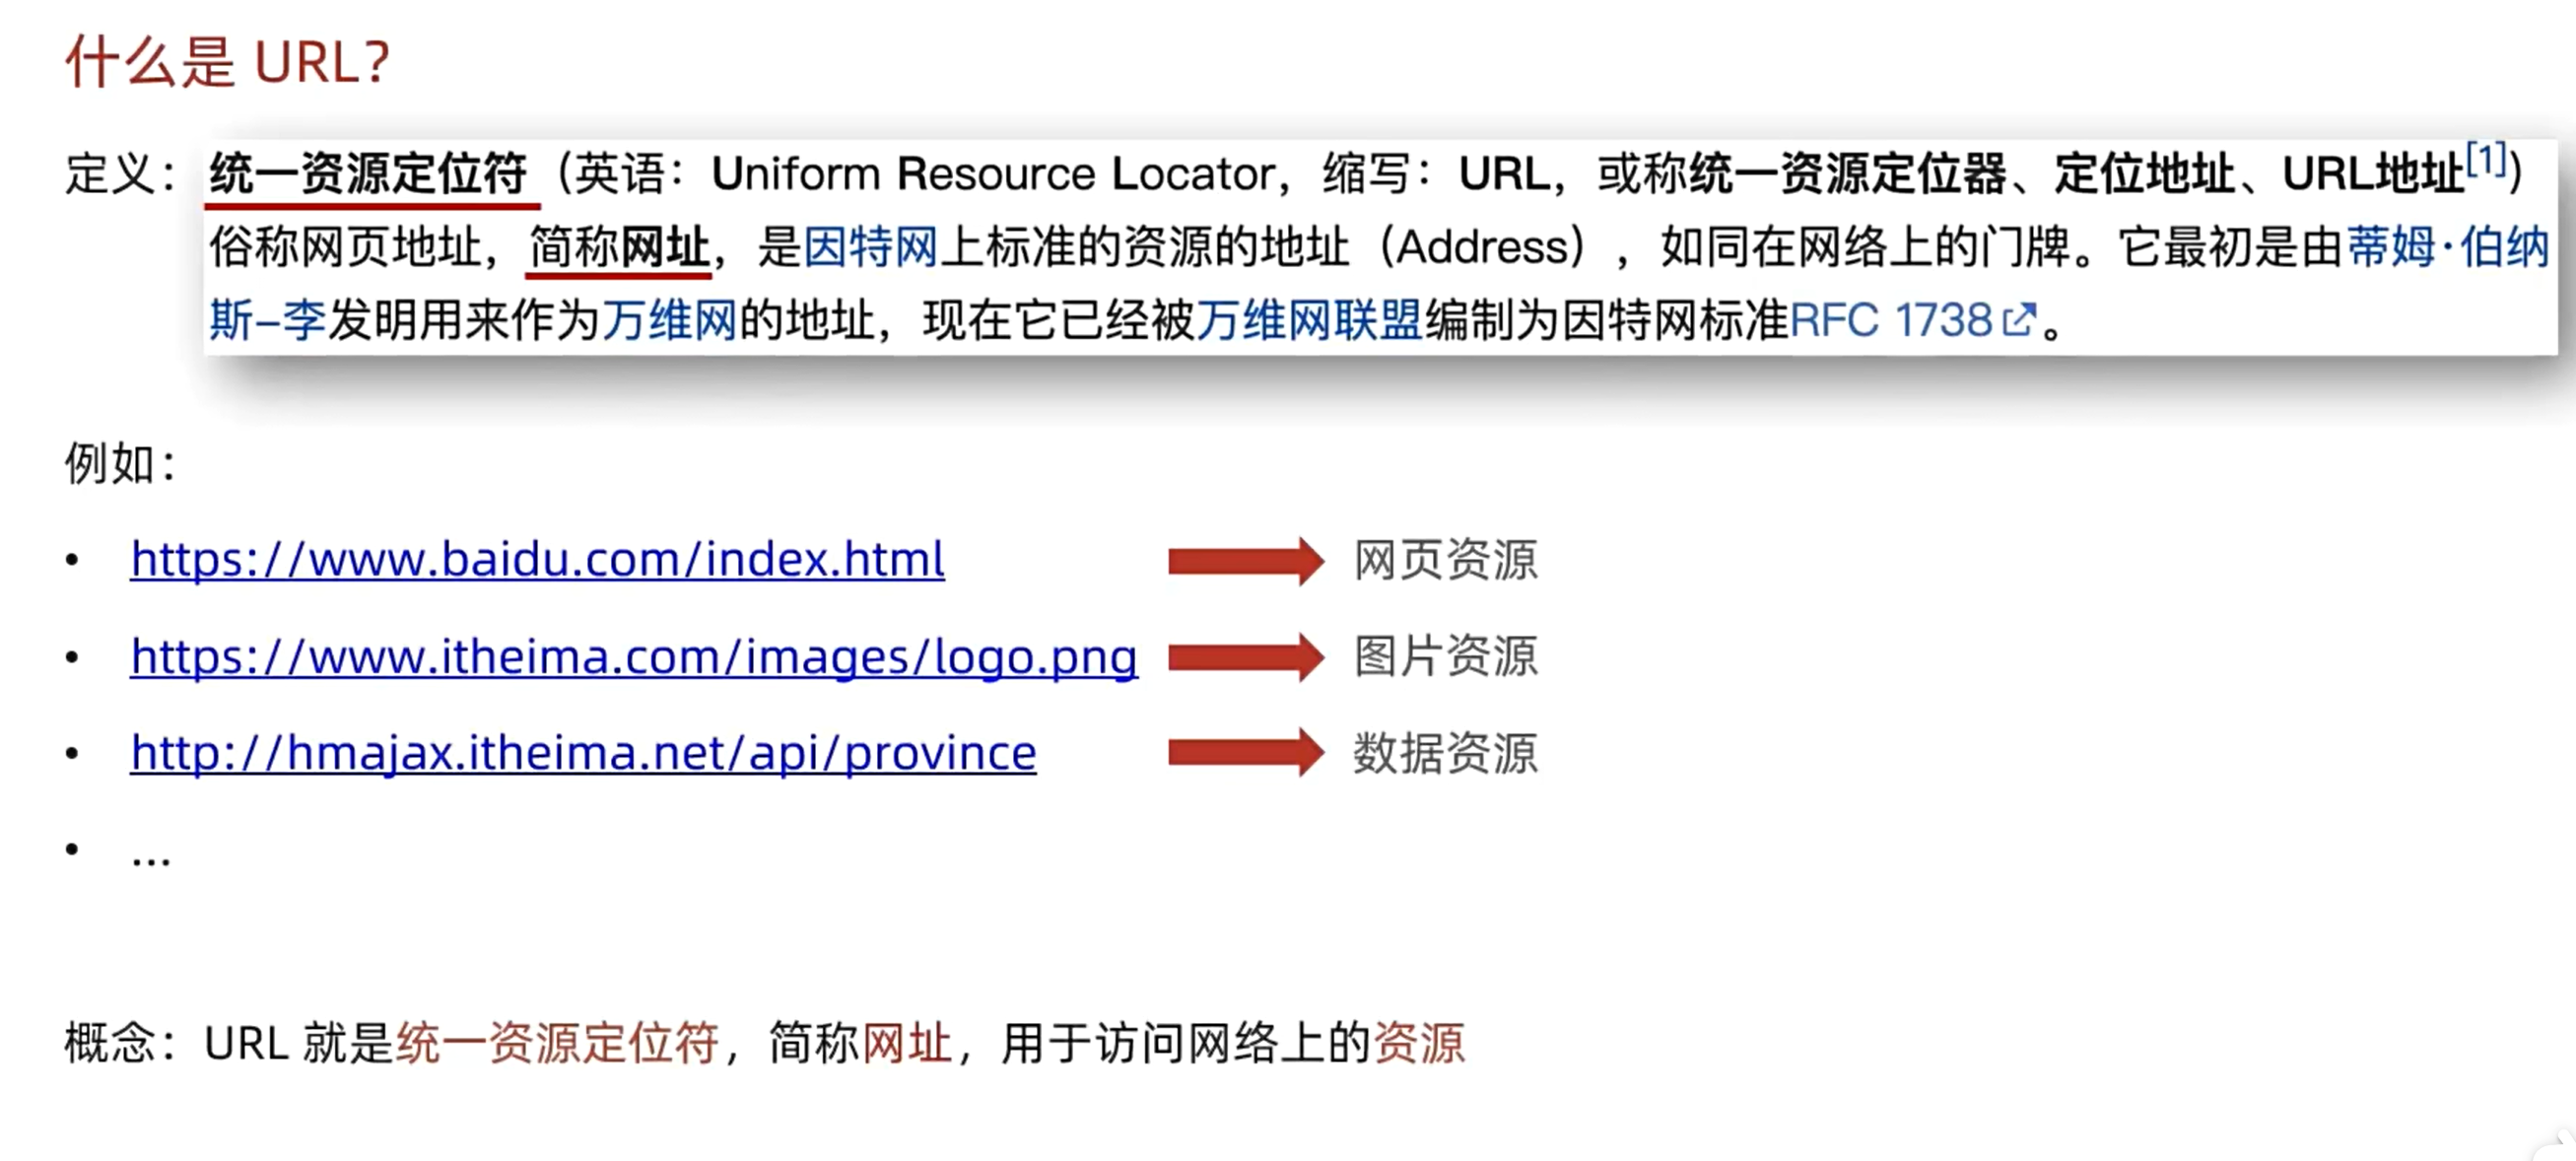 什么是 URL？
定义：统一资源定位符（英语：Uniform Resource Locator，缩写：URL，或称统一资源定位器、定位地址、URL地址[1]）
俗称网页地址，简称网址，是因特网上标准的资源的地址（Address），如同在网络上的门牌。它最初是由蒂姆·伯纳
斯–李发明用来作为万维网的地址，现在它已经被万维网联盟编制为因特网标准RFC 1738。
例如：
• https://www.baidu.com/index.html 网页资源
• https://www.itheima.com/images/logo.png 图片资源
• http://hmajax.itheima.net/api/province 数据资源
• ...
概念：URL 就是统一资源定位符，简称网址，用于访问网络上的资源